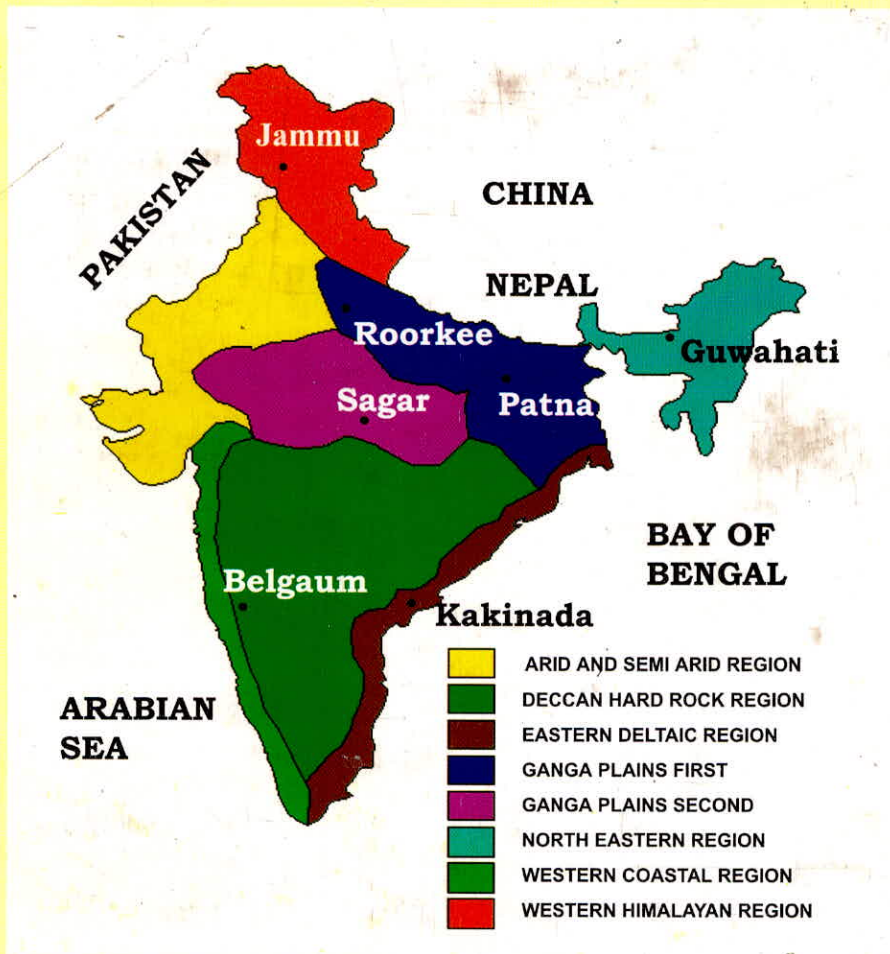 Jammu
PAKISTAN
CHINA
NEPAL
Roorkee
Guwahati
Sagar
Patna
BAY OF
BENGAL
Belgaum
Kakinada
ARABIAN
SEA
ARID AND SEMI ARID REGION
DECCAN HARD ROCK REGION
EASTERN DELTAIC REGION
GANGA PLAINS FIRST
GANGA PLAINS SECOND
NORTH EASTERN REGION
WESTERN COASTAL REGION
WESTERN HIMALAYAN REGION